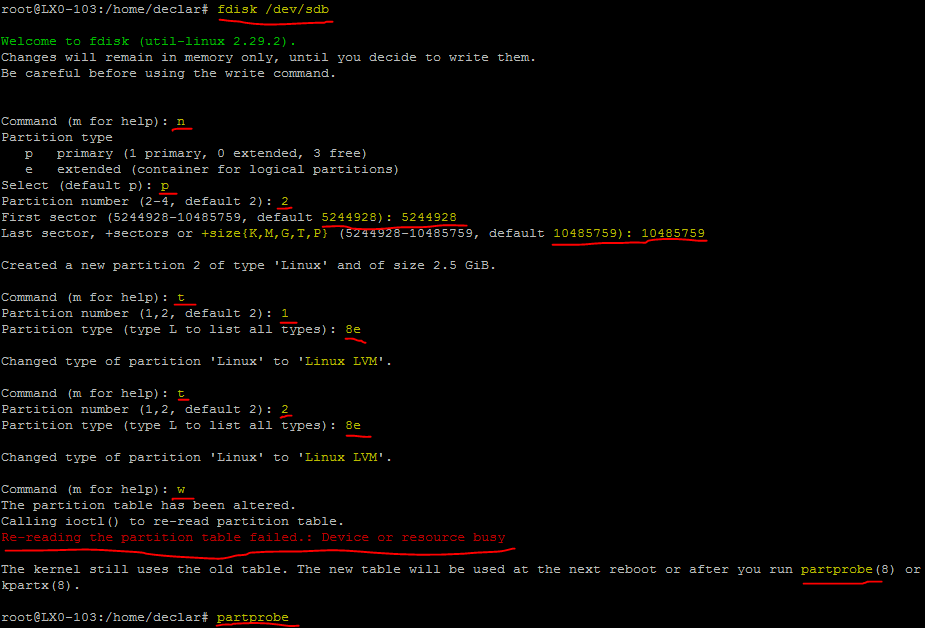 root@LX0-103:/home/declar# fdisk /dev/sdb
Welcome to fdisk (util-linux 2.29.2).
Changes will remain in memory only, until you decide to write them.
Be careful before using the write command.
Command (m for help): n
Partition type
   p   primary (1 primary, 0 extended, 3 free)
   e   extended (container for logical partitions)
Select (default p): p
Partition number (2-4, default 2): 2
First sector (5244928-10485759, default 5244928): 5244928
Last sector, +sectors or +size{K,M,G,T,P} (5244928-10485759, default 10485759): 10485759
Created a new partition 2 of type 'Linux' and of size 2.5 GiB.
Command (m for help): t
Partition number (1,2, default 2): 1
Partition type (type L to list all types): 8e
Changed type of partition 'Linux' to 'Linux LVM'.
Command (m for help): t
Partition number (1,2, default 2): 2
Partition type (type L to list all types): 8e
Changed type of partition 'Linux' to 'Linux LVM'.
Command (m for help): w
The partition table has been altered.
Calling ioctl() to re-read partition table.
Re-reading the partition table failed.: Device or resource busy
The kernel still uses the old table. The new table will be used at the next reboot or after you run partprobe(8) or
kpartx(8).
root@LX0-103:/home/declar# partprobe